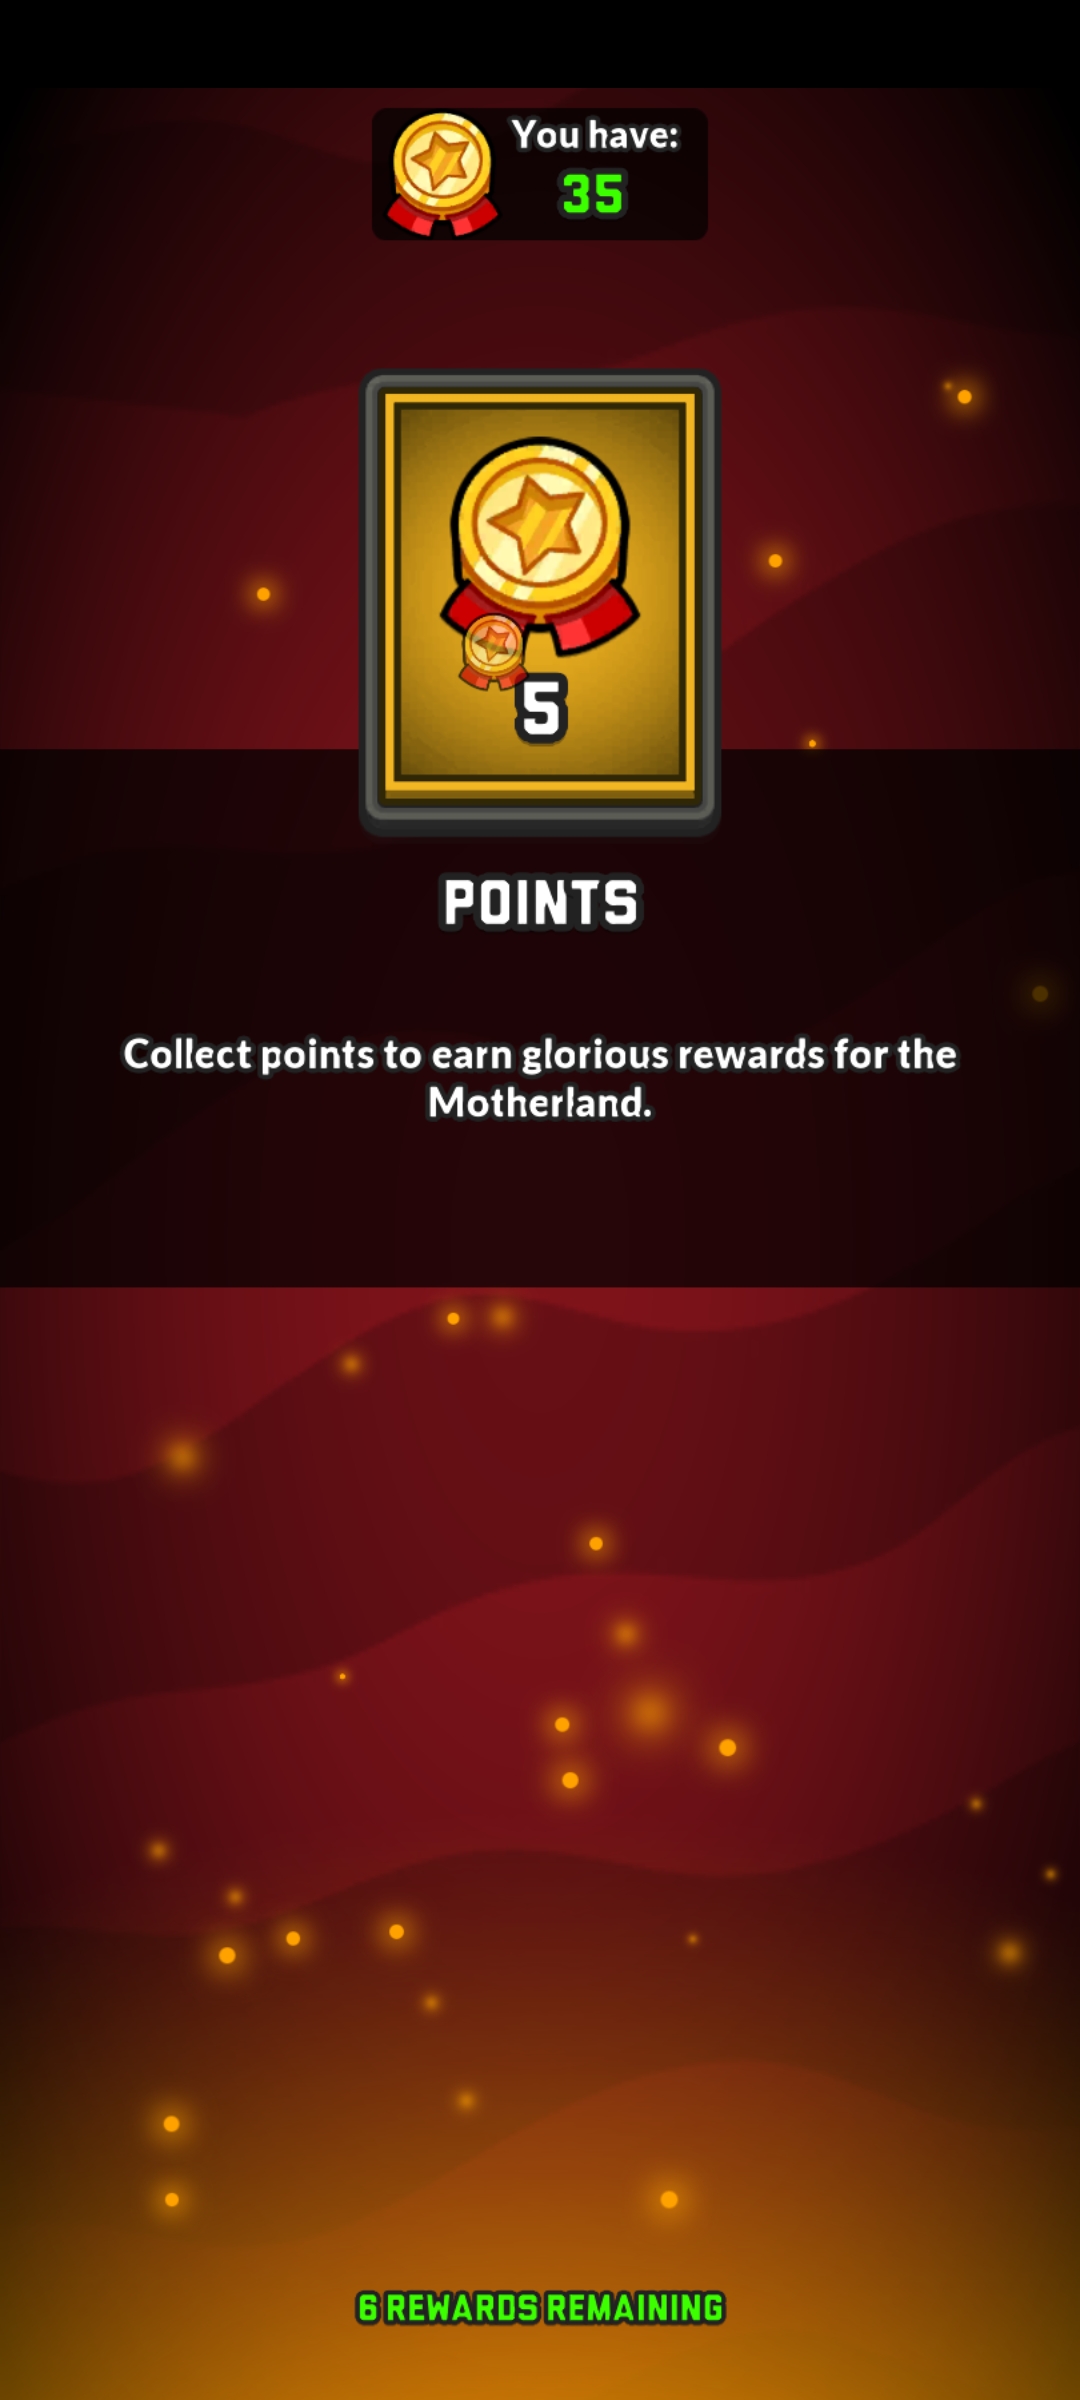 You have:
35
5
POINTS
Collect points to earn glorious rewards for the
Motherland.
6 REWARDS REMAINING